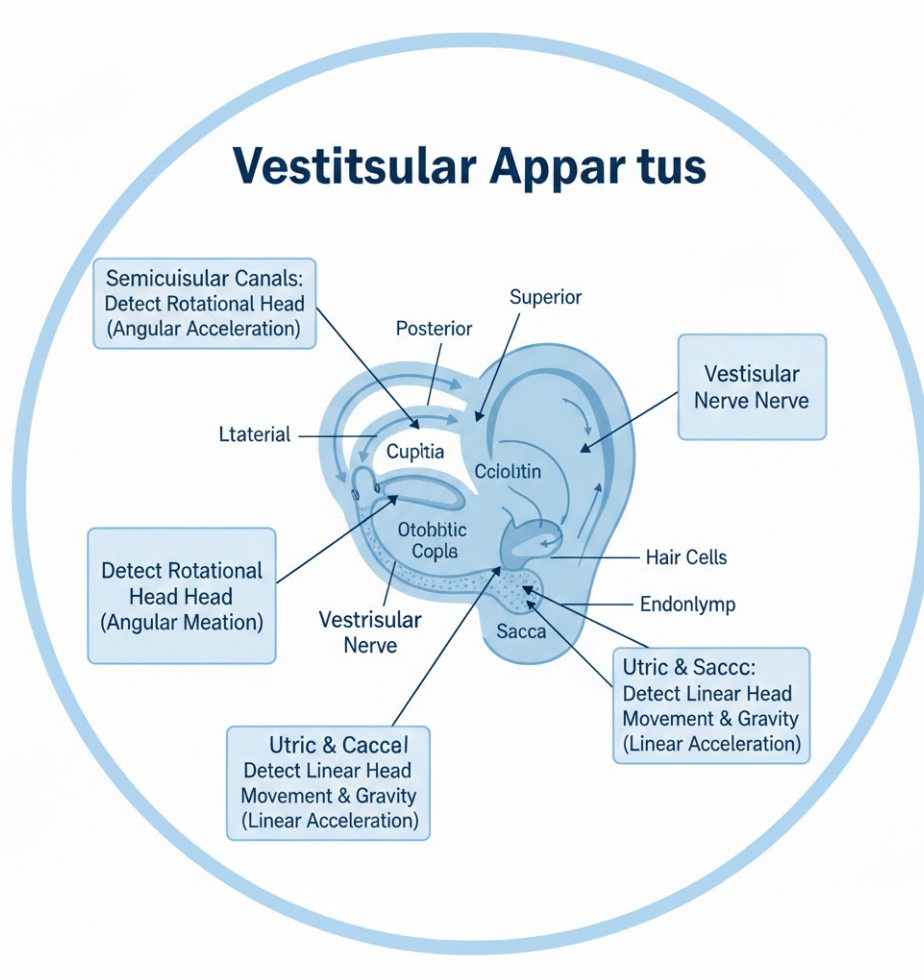 Vestitsular Appar tus
Semicuisular Canals:
Detect Rotational Head
(Angular Acceleration)
Superior
Posterior
Vestisular
Nerve Nerve
Ltaterial
Cupitia
Cciolutin
Otobbtic
Copla
Hair Cells
Detect Rotational
Head Head
(Angular Meation)
Endonlymp
Vestrisular
Nerve
Sacca
Utric & Saccc:
Detect Linear Head
Movement & Gravity
(Linear Acceleration)
Utric & Caccal
Detect Linear Head
Movement & Gravity
(Linear Acceleration)